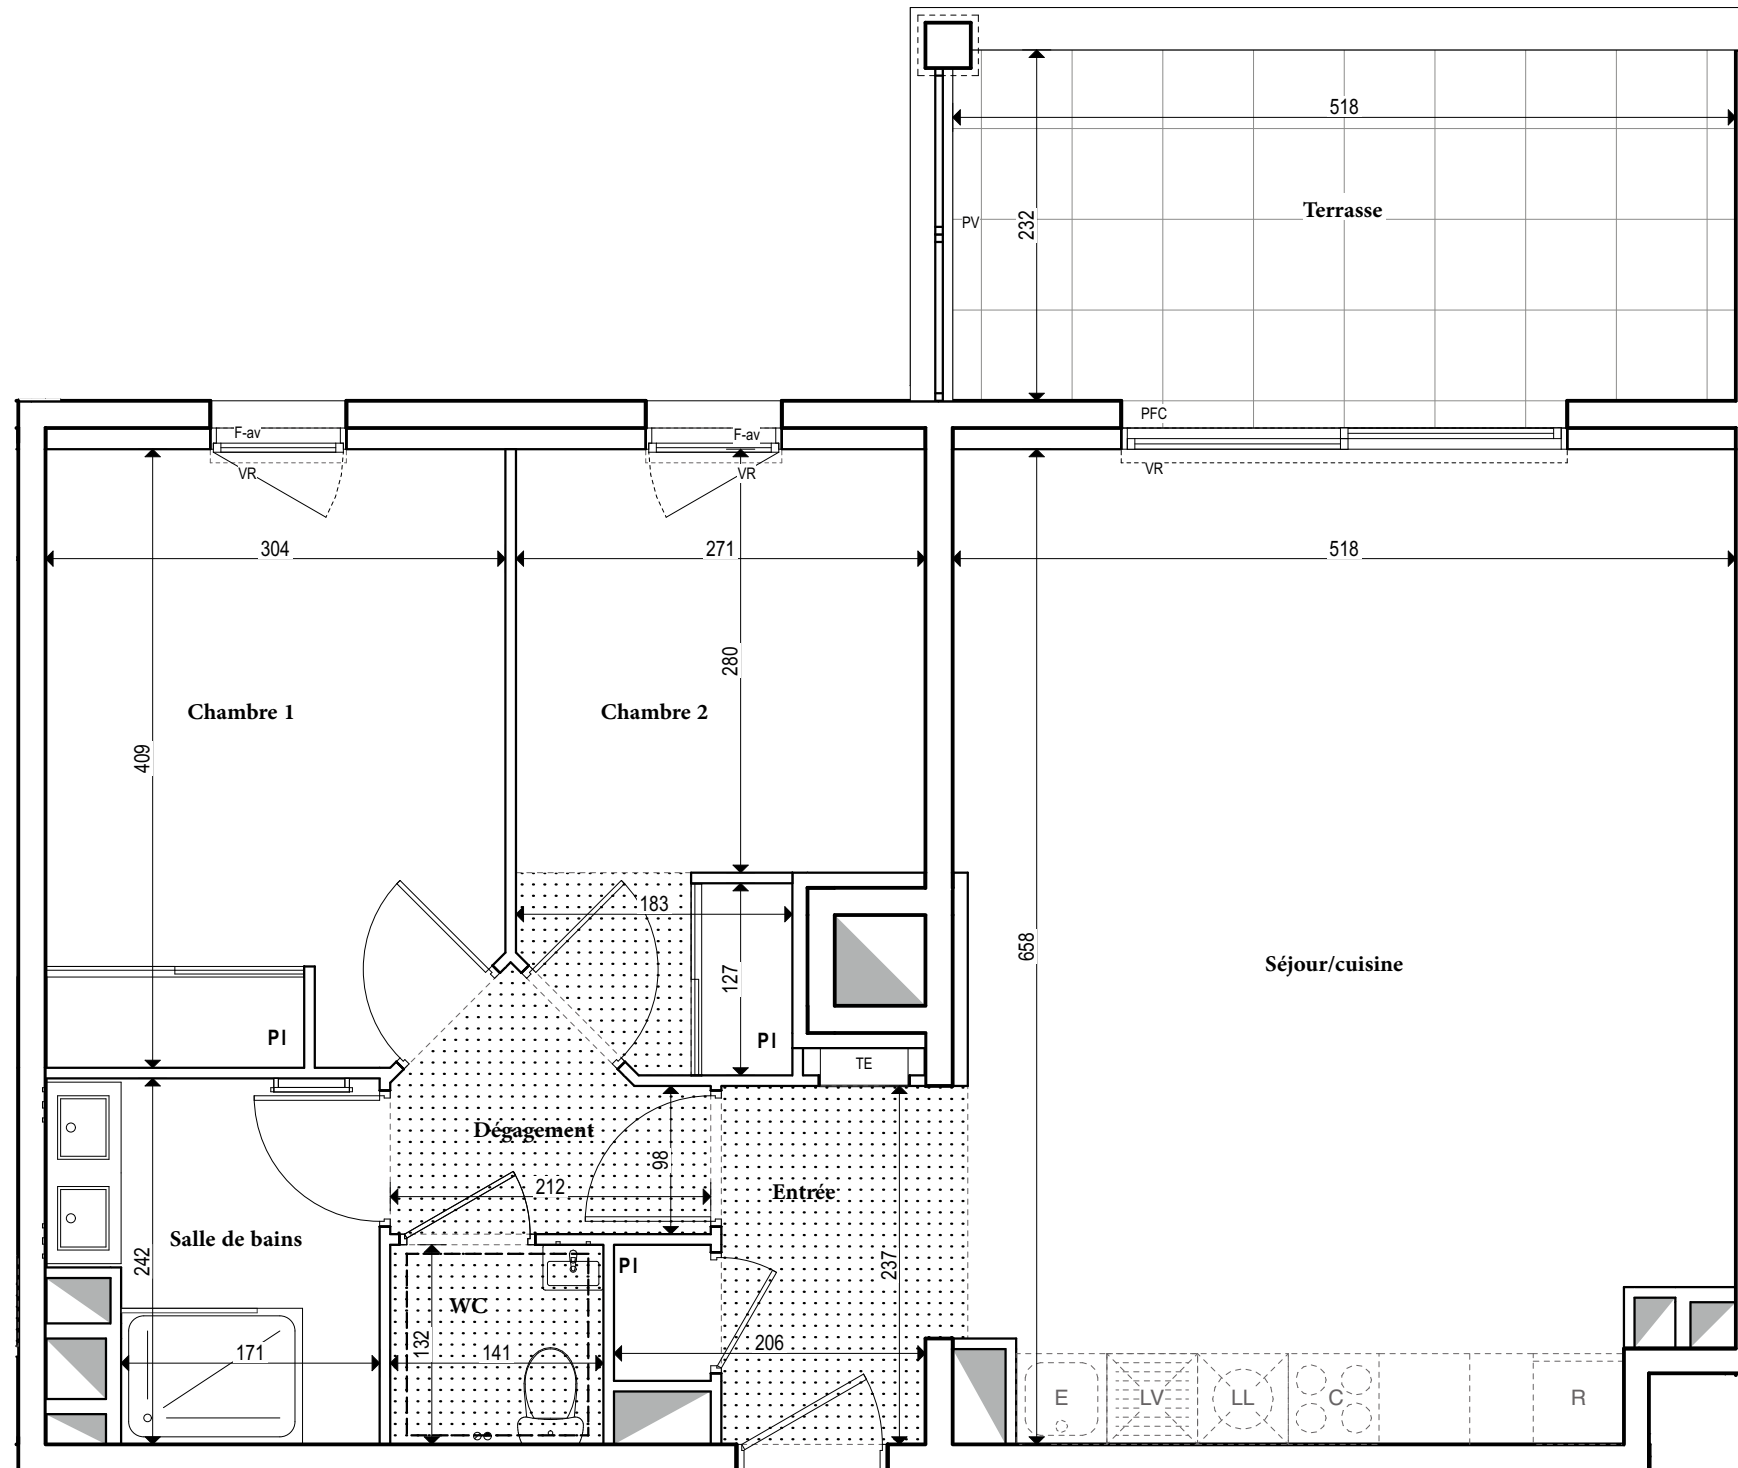 518
Terrasse
PV
232
PFC
F-av
F-av
VR
VR
VR
304
271
518
280
Chambre 1
Chambre 2
409
183
658
Séjour/cuisine
127
PI
PI
TE
Dégagement
98
212
Entrée
Salle de bains
242
237
PI
WC
132
171
141
206
E
LV
LL
C
R